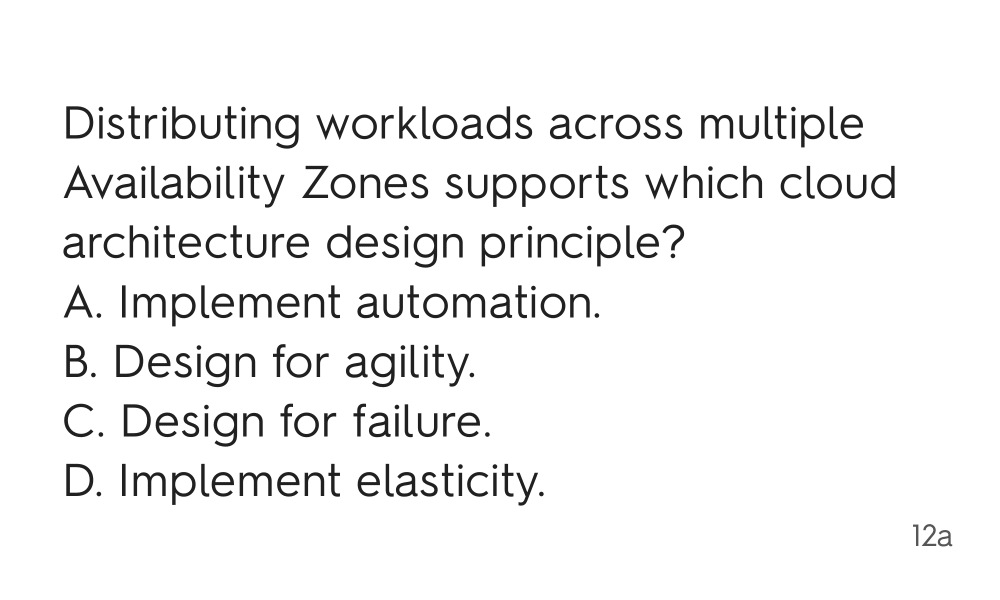 Distributing workloads across multiple
Availability Zones supports which cloud
architecture design principle?
A. Implement automation.
B. Design for agility.
C. Design for failure.
D. Implement elasticity.
12a